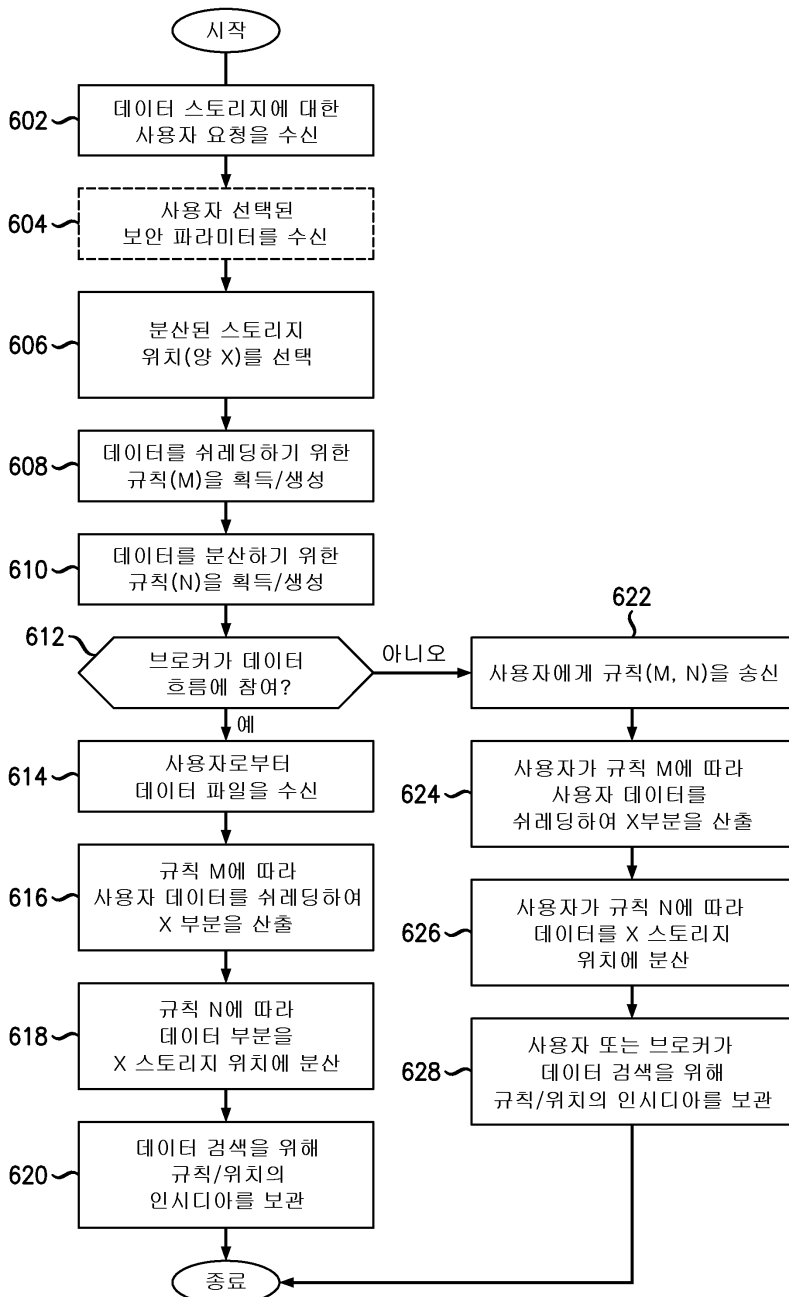 시작
602
데이터 스토리지에 대한
사용자 요청을 수신
604
사용자 선택된
보안 파라미터를 수신
606
분산된 스토리지
위치(양 X)를 선택
608
데이터를 쉬레딩하기 위한
규칙(M)을 획득/생성
610
데이터를 분산하기 위한
규칙(N)을 획득/생성
612
브로커가 데이터
흐름에 참여?
아니오
예
614
사용자로부터
데이터 파일을 수신
616
규칙 M에 따라
사용자 데이터를 쉬레딩하여
X 부분을 산출
618
규칙 N에 따라
데이터 부분을
X 스토리지 위치에 분산
620
데이터 검색을 위해
규칙/위치의
인시디아를 보관
622
사용자에게 규칙(M, N)을 송신
624
사용자가 규칙 M에 따라
사용자 데이터를
쉬레딩하여 X부분을 산출
626
사용자가 규칙 N에 따라
데이터를 X 스토리지
위치에 분산
628
사용자 또는 브로커가
데이터 검색을 위해
규칙/위치의 인시디아를 보관
종료